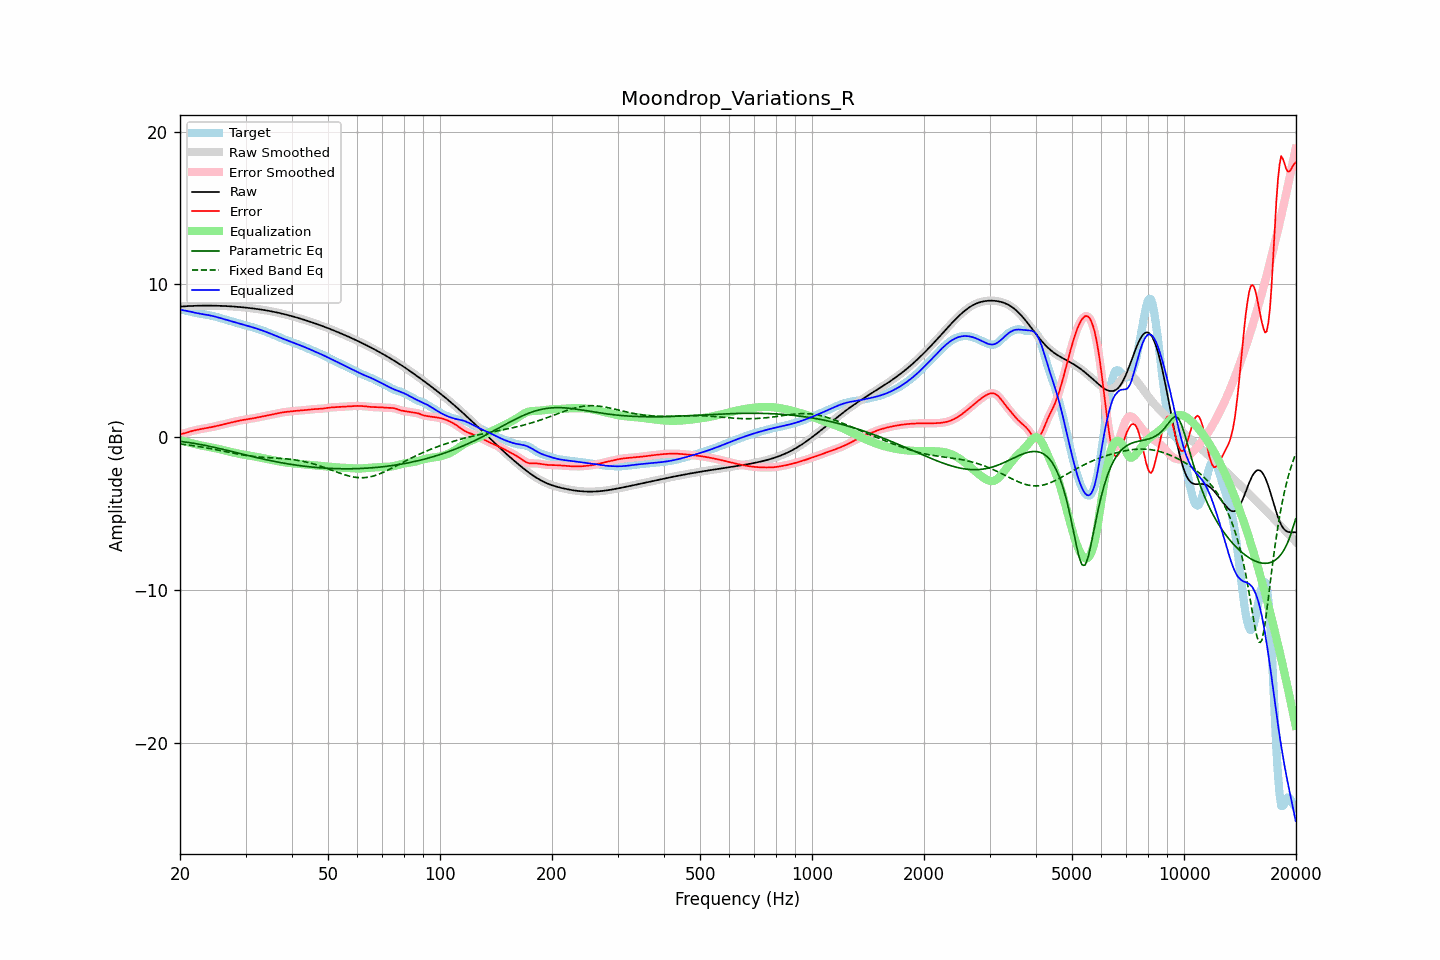 Moondrop_Variations_R
Target
Raw Smoothed
Error Smoothed
Raw
Error
Equalization
Parametric Eq
Fixed Band Eq
Equalized
20
10
0
−10
−20
Amplitude (dBr)
20 50 100 200 500 1000 2000 5000 10000 20000
Frequency (Hz)